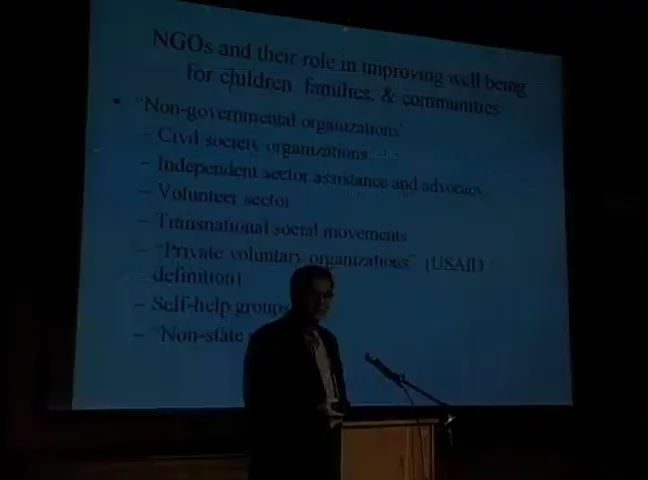 NGOs and their role in improving well being
for children families, & communities
• "Non-governmental organizations"
– Civil society organizations
– Independent sector assistance and advocacy
– Volunteer sector
– Transnational social movements
– "Private voluntary organizations" (USAID
definition)
– Self-help groups
– "Non-state